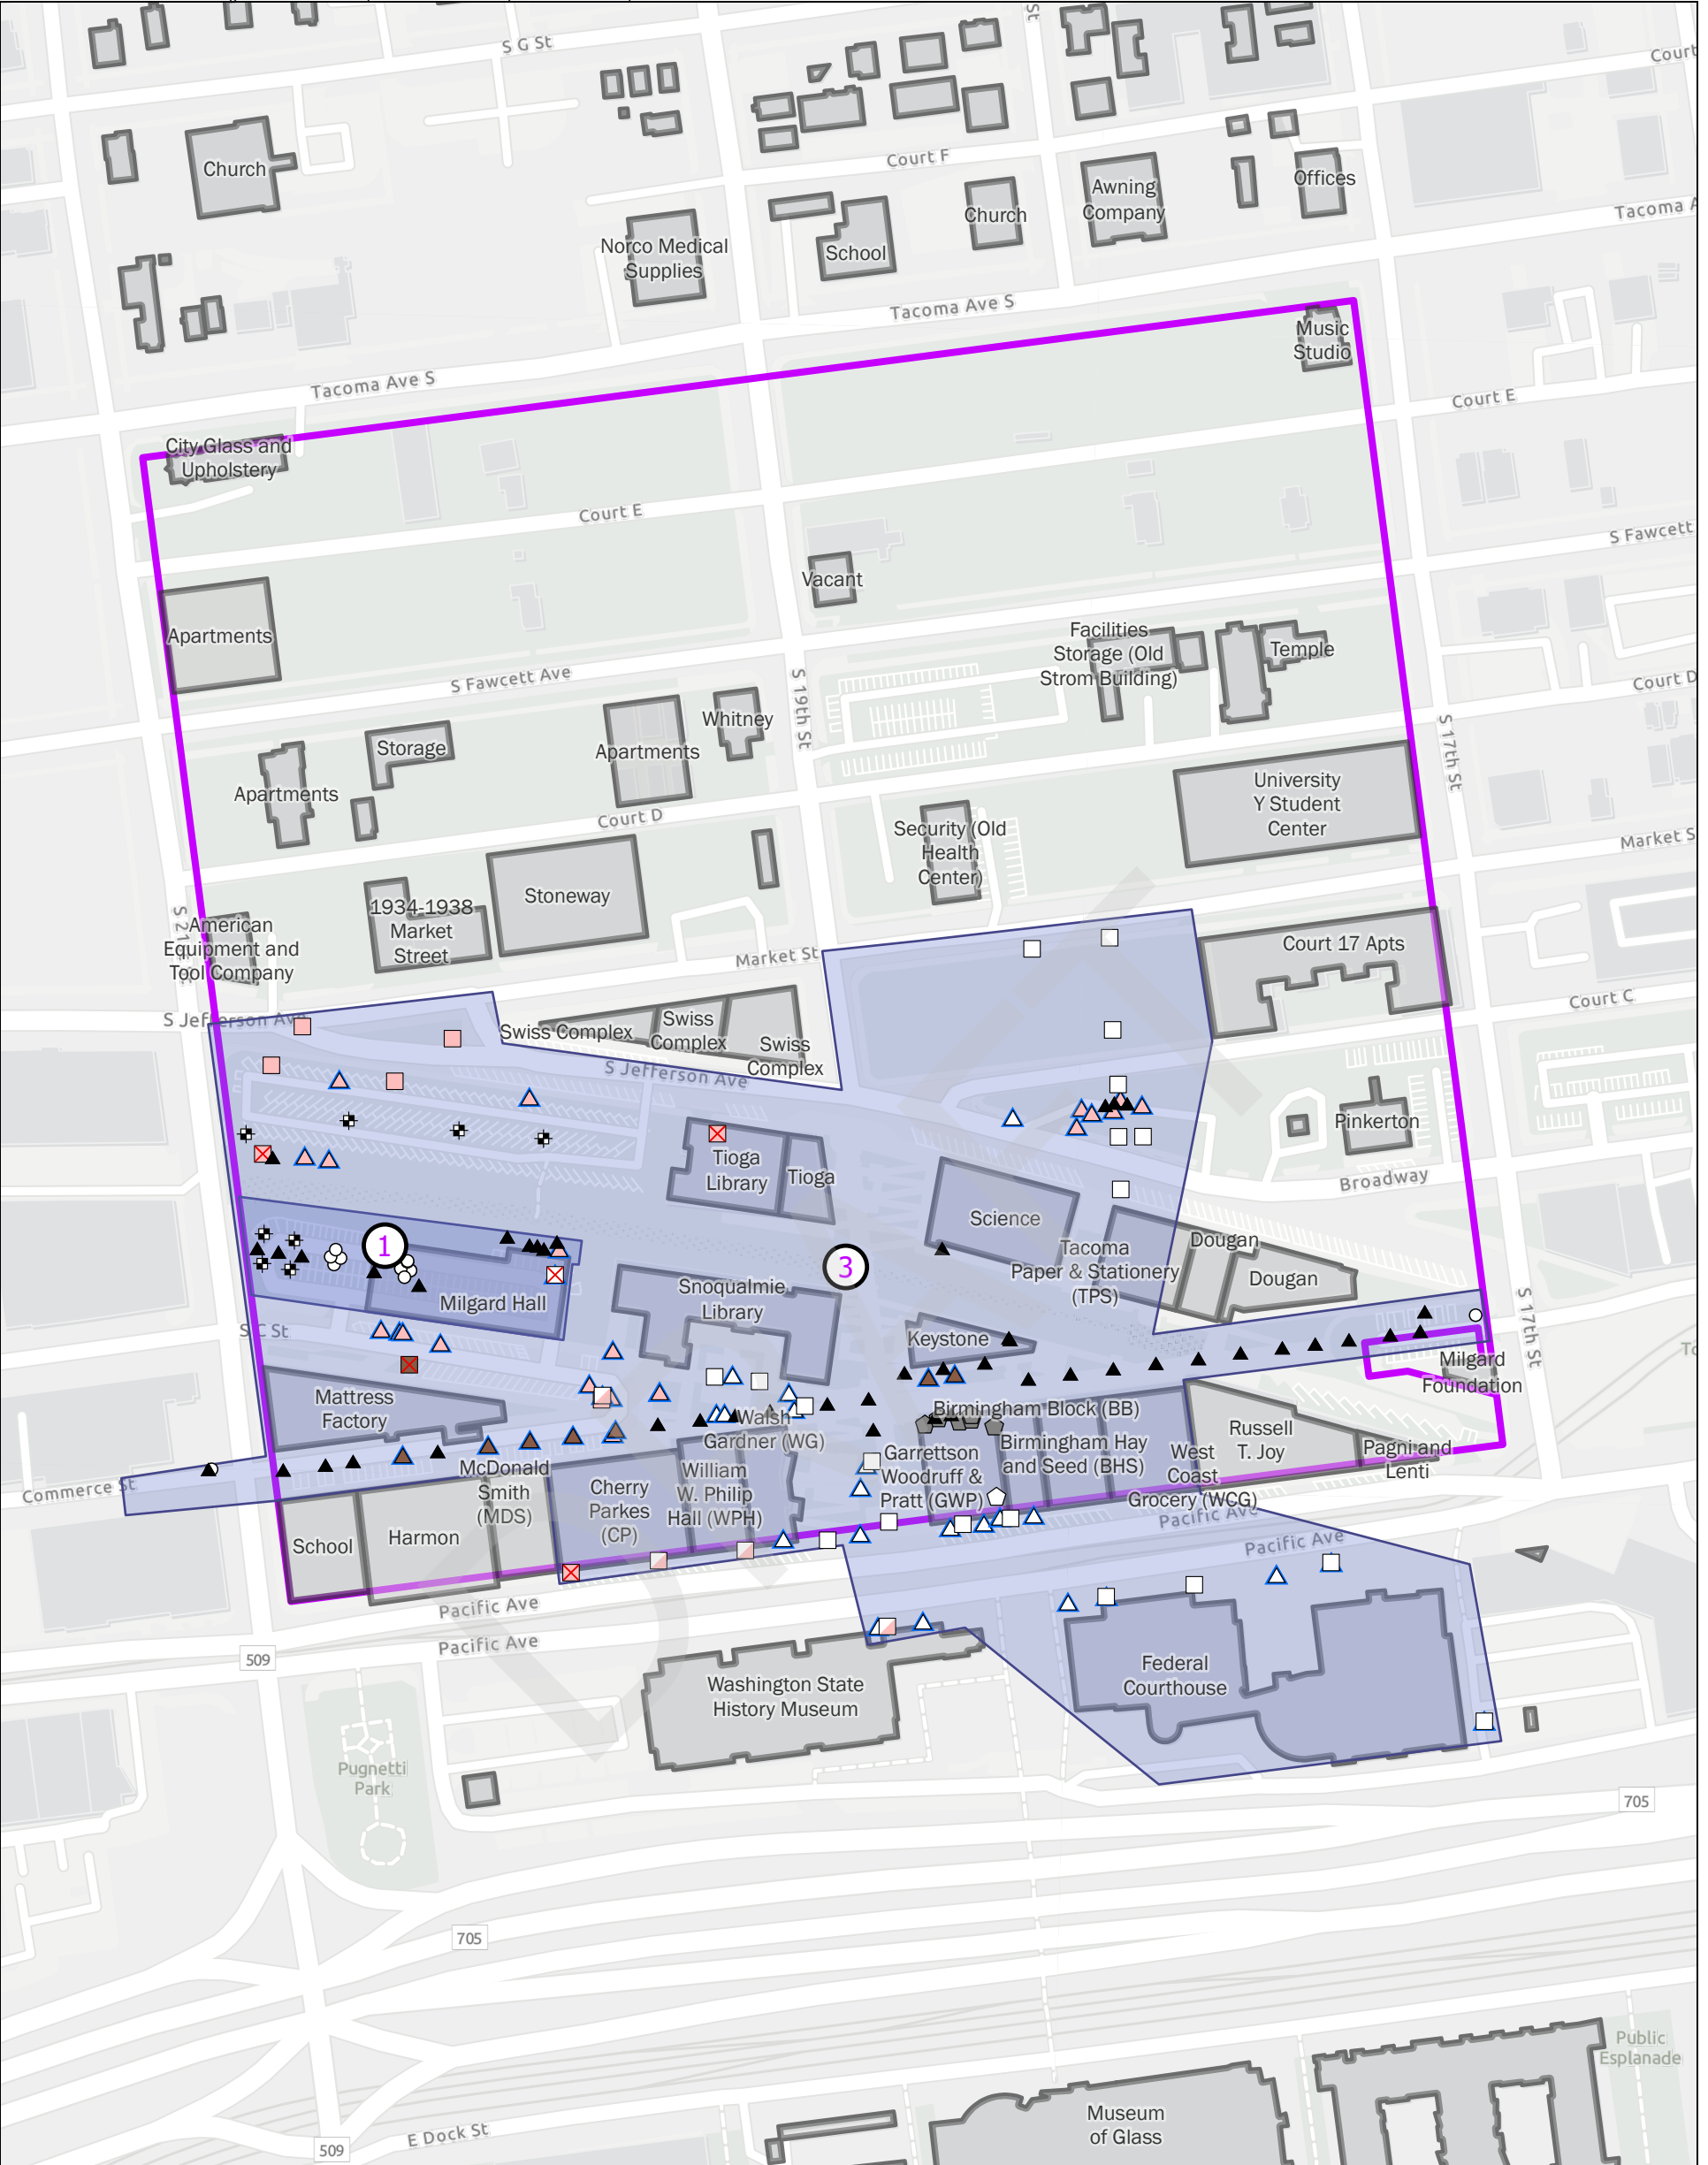 S G St
St
Court
Church
Court F
Awning
Company
Offices
Church
School
Norco Medical
Supplies
Tacoma A
Tacoma Ave S
Music
Studio
Tacoma Ave S
Court E
City Glass and
Upholstery
Court E
S Fawcett
Vacant
Apartments
Facilities
Storage (Old
Strom Building)
Temple
S Fawcett Ave
S 19th St
Court D
Whitney
Storage
Apartments
S 17th St
Apartments
University
Y Student
Center
Court D
Security (Old
Health
Center)
Market S
Stoneway
1934-1938
Market
Street
American
Equipment and
Tool Company
S 21
Market St
Court 17 Apts
Court C
S Jefferson Ave
Swiss Complex
Swiss
Complex
Swiss
Complex
S Jefferson Ave
Pinkerton
Tioga
Library
Tioga
Broadway
Science
1
3
Dougan
Dougan
Tacoma
Paper & Stationery
(TPS)
Snoqualmie
Library
Milgard Hall
S C St
Keystone
S 17th St
Milgard
Foundation
Mattress
Factory
Birmingham Block (BB)
Walsh
Gardner (WG)
Russell
T. Joy
Pagni and
Lenti
Birmingham Hay
and Seed (BHS)
Garrettson
Woodruff &
Pratt (GWP)
West
Coast
Grocery (WCG)
McDonald
Smith
(MDS)
Cherry
Parkes
(CP)
William
W. Philip
Hall (WPH)
Commerce St
School
Harmon
Pacific Ave
Pacific Ave
Pacific Ave
Pacific Ave
509
Federal
Courthouse
Washington State
History Museum
Pugnetti
Park
705
705
Public
Esplanade
Museum
of Glass
E Dock St
509